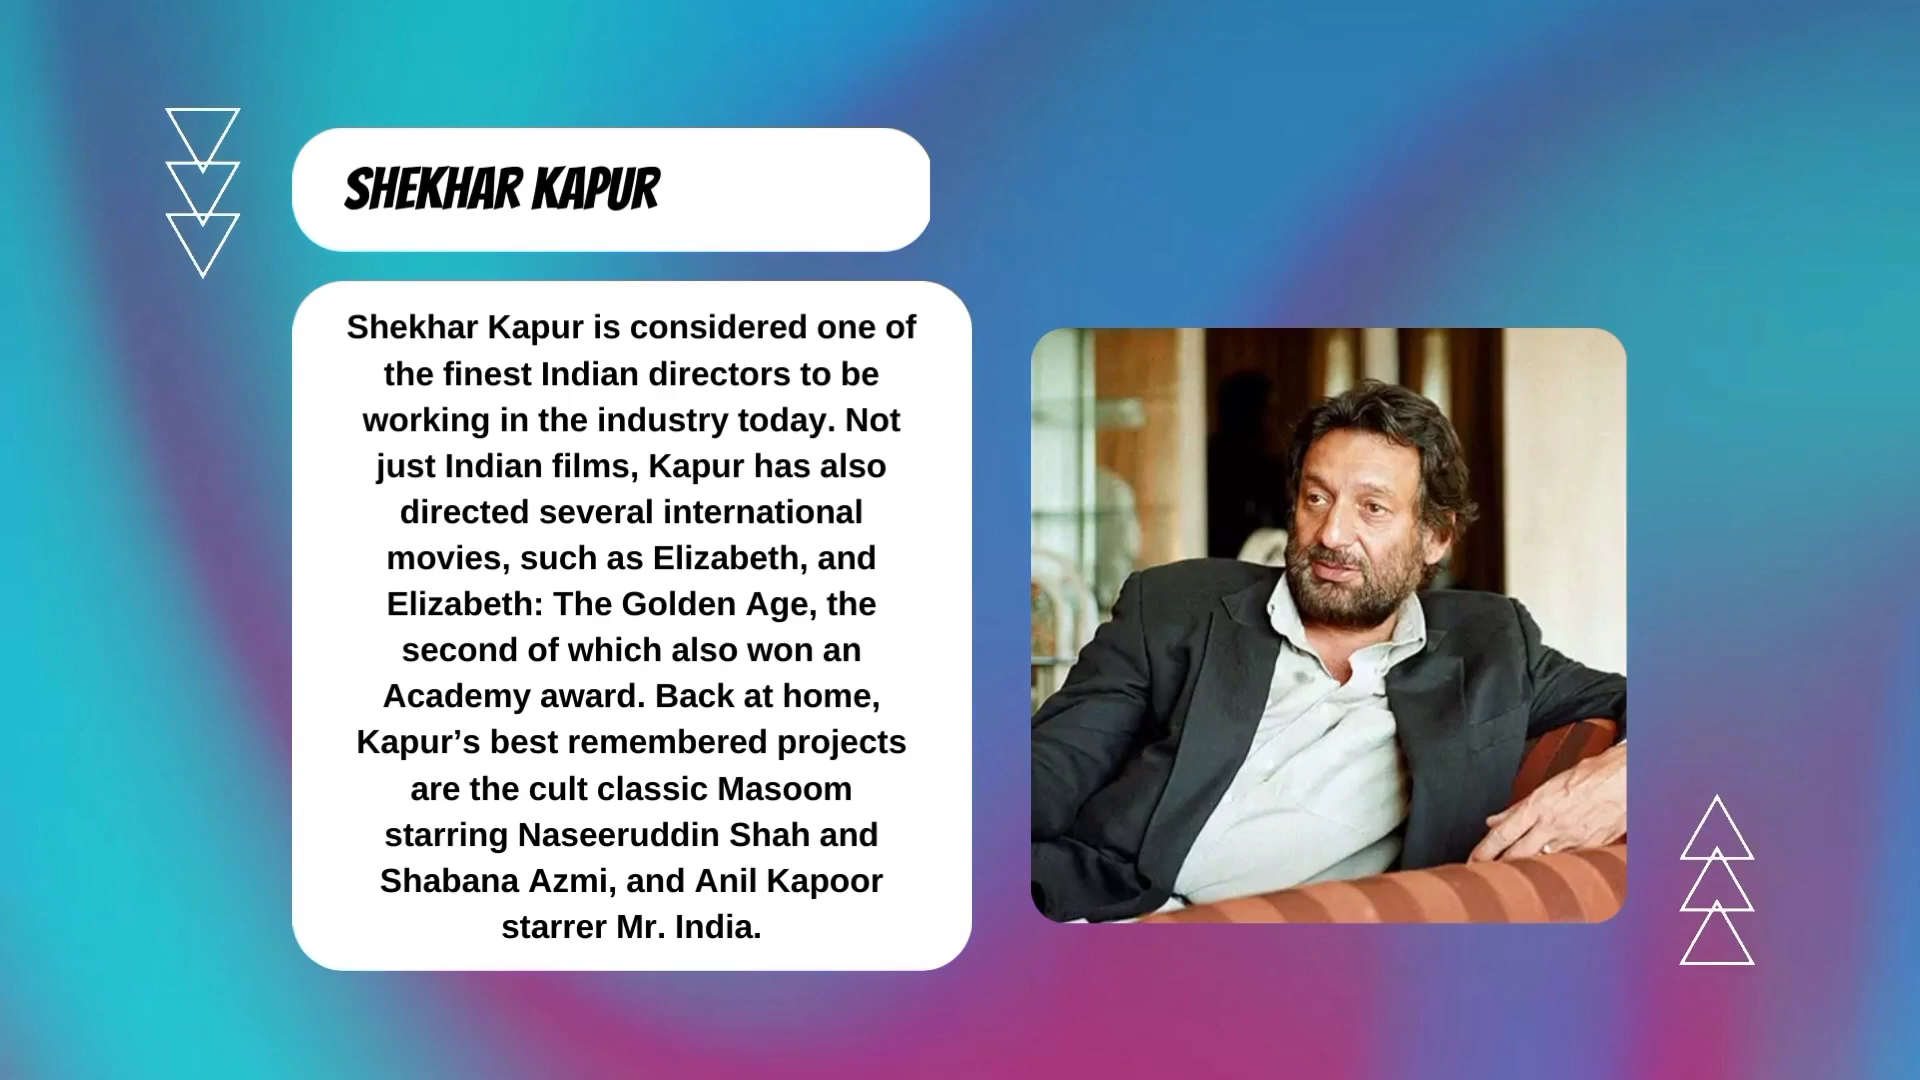 SHEKHAR KAPUR
Shekhar Kapur is considered one of
the finest Indian directors to be
working in the industry today. Not
just Indian films, Kapur has also
directed several international
movies, such as Elizabeth, and
Elizabeth: The Golden Age, the
second of which also won an
Academy award. Back at home,
Kapur’s best remembered projects
are the cult classic Masoom
starring Naseeruddin Shah and
Shabana Azmi, and Anil Kapoor
starrer Mr. India.